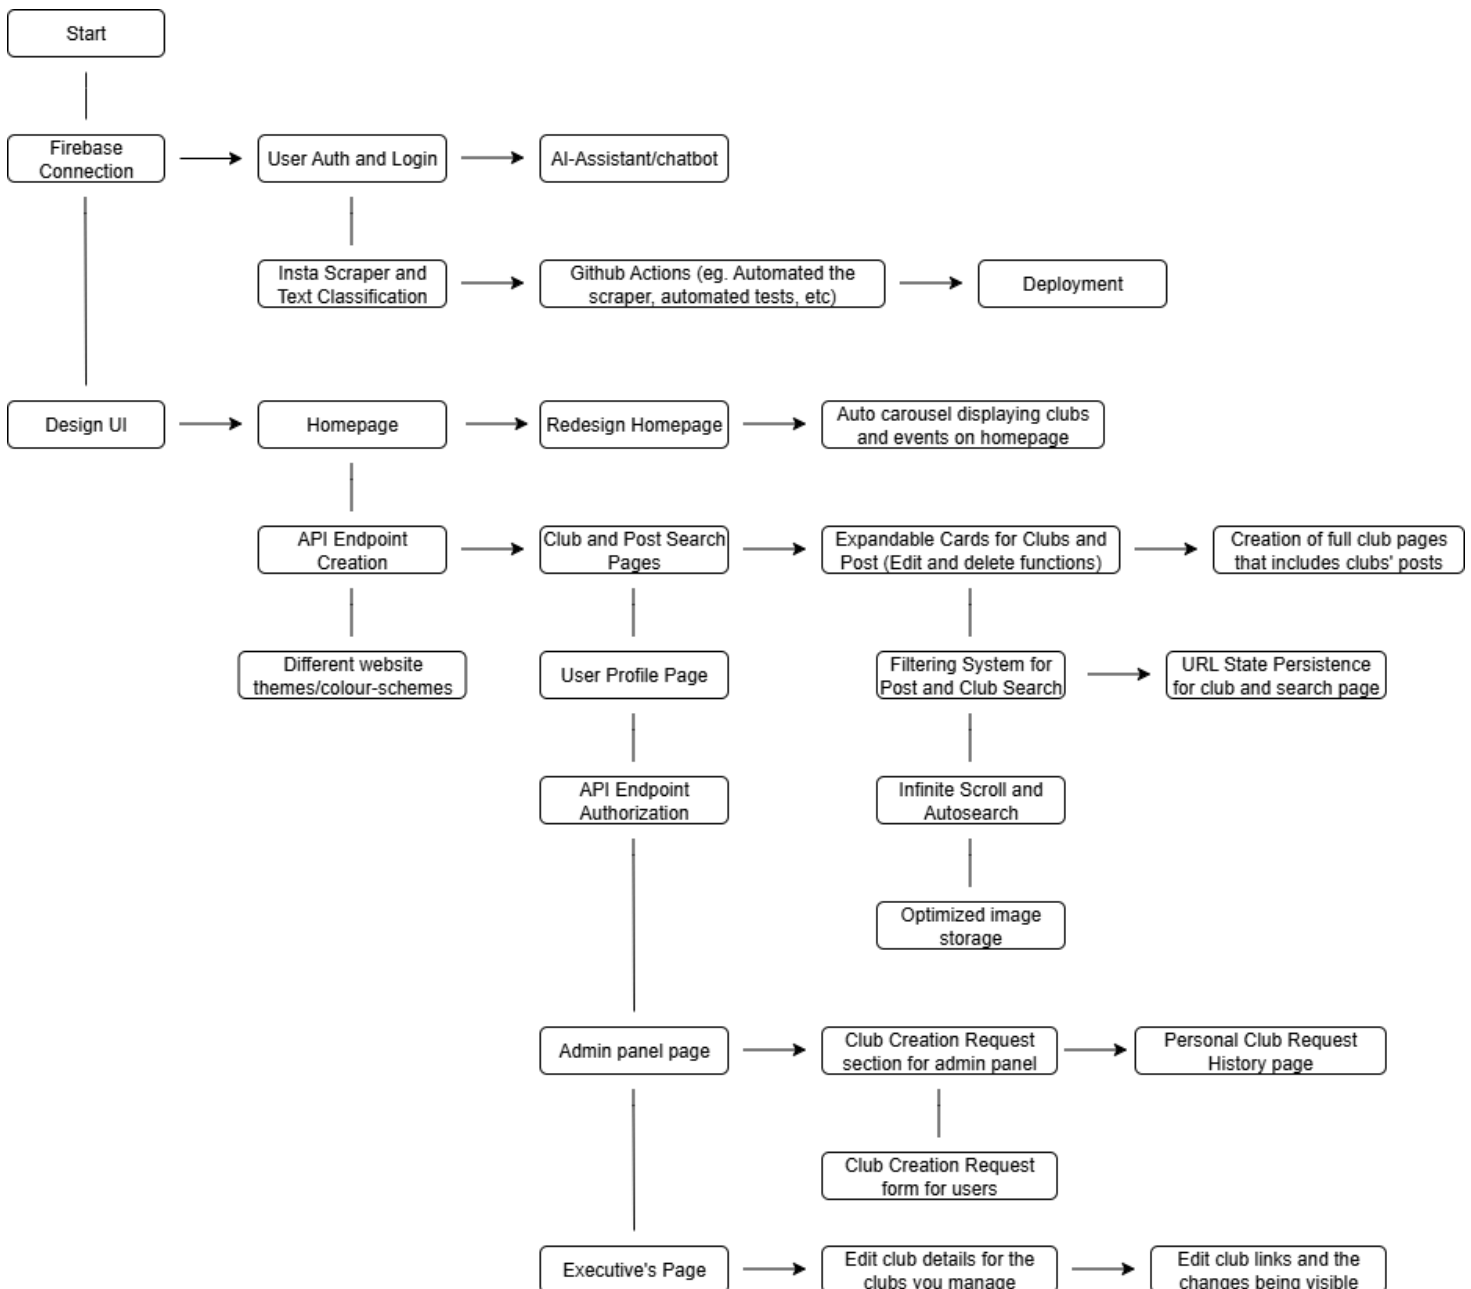 Start
Firebase
Connection
User Auth and Login
AI-Assistant/chatbot
Insta Scraper and
Text Classification
Github Actions (eg. Automated the
scraper, automated tests, etc)
Deployment
Design UI
Homepage
Redesign Homepage
Auto carousel displaying clubs
and events on homepage
API Endpoint
Creation
Club and Post Search
Pages
Expandable Cards for Clubs and
Post (Edit and delete functions)
Creation of full club pages
that includes clubs' posts
Different website
themes/colour-schemes
User Profile Page
Filtering System for
Post and Club Search
URL State Persistence
for club and search page
API Endpoint
Authorization
Infinite Scroll and
Autosearch
Optimized image
storage
Admin panel page
Club Creation Request
section for admin panel
Personal Club Request
History page
Club Creation Request
form for users
Executive's Page
Edit club details for the
clubs you manage
Edit club links and the
changes being visible